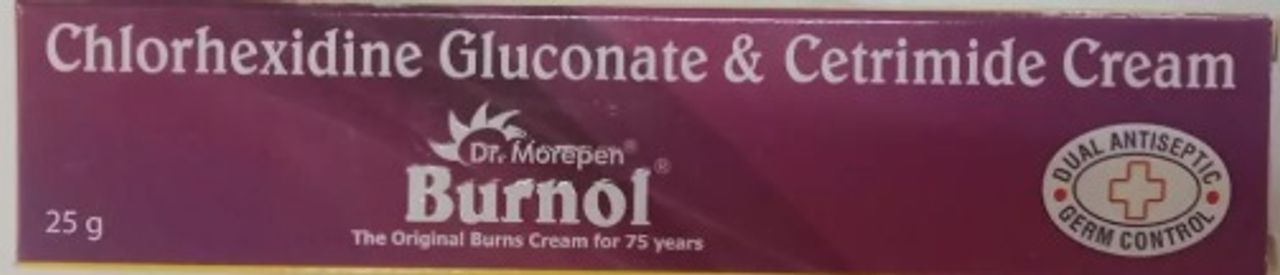 Chlorhexidine Gluconate & Cetrimide Cream
Dr. Morepen®
Burnol®
The Original Burns Cream for 75 years
25 g
DUAL ANTISEPTIC
GERM CONTROL